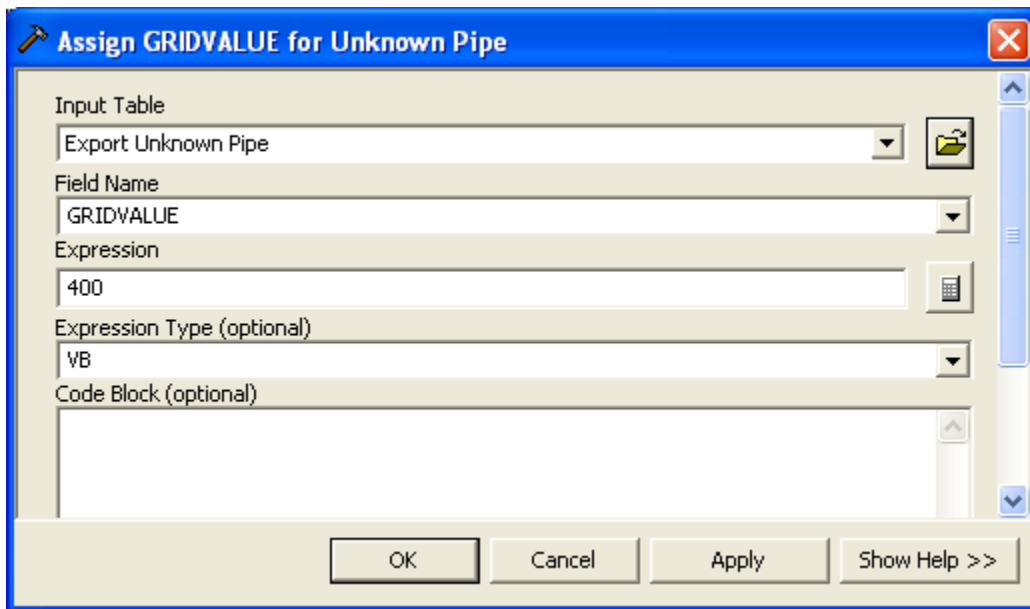 Assign GRIDVALUE for Unknown Pipe
Input Table
Export Unknown Pipe
Field Name
GRIDVALUE
Expression
400
Expression Type (optional)
VB
Code Block (optional)
OK Cancel Apply Show Help >>